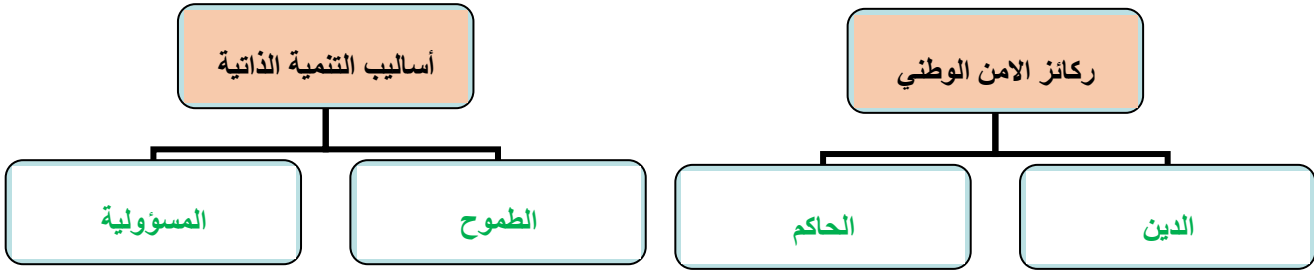 ركائز الامن الوطني
الدين
الحاكم
أساليب التنمية الذاتية
الطموح
المسؤولية